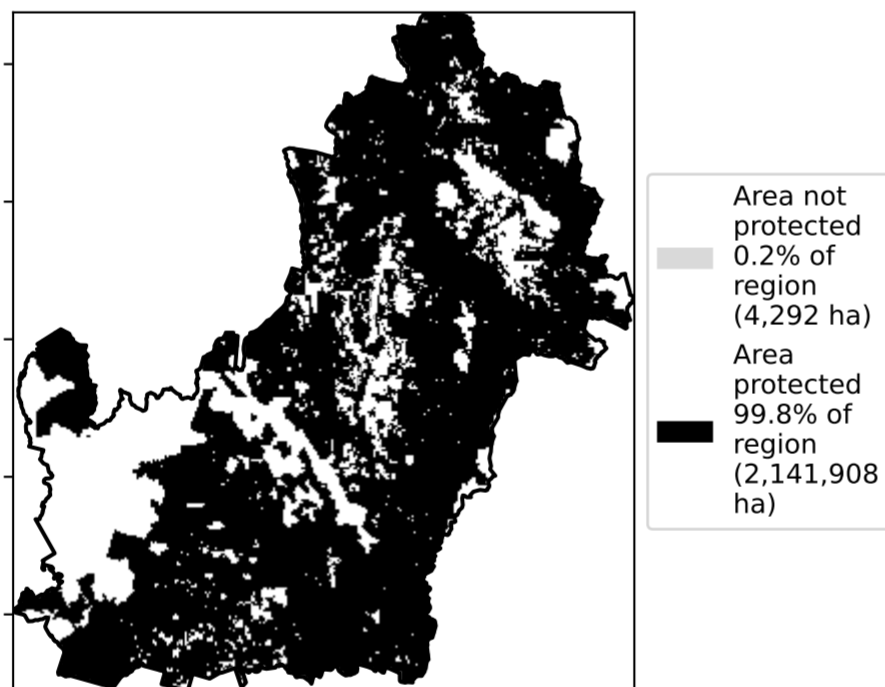 Area not
protected
0.2% of
region
(4,292 ha)
Area
protected
99.8% of
region
(2,141,908
ha)